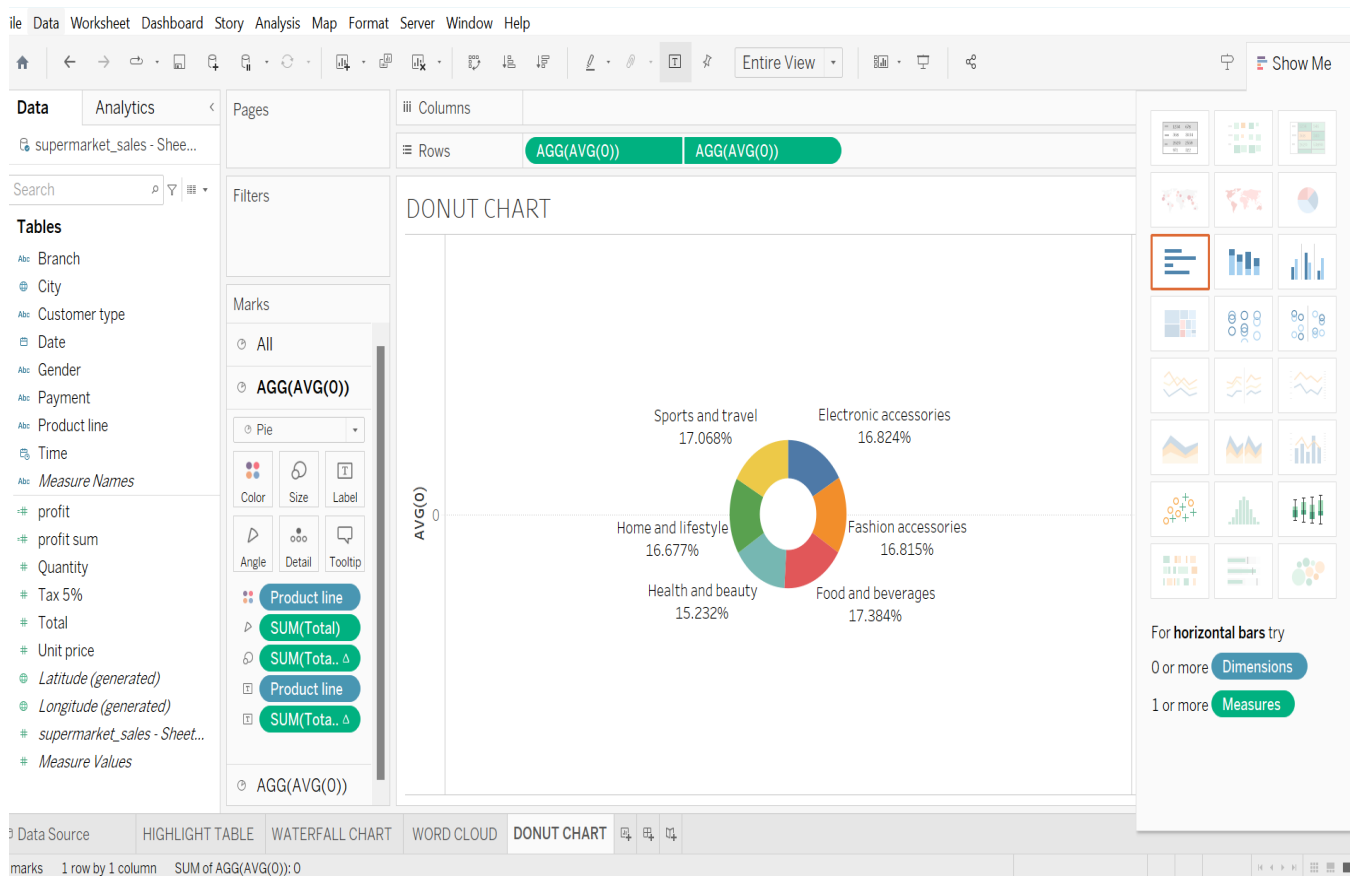 ile Data Worksheet Dashboard Story Analysis Map Format Server Window Help
Entire View
Show Me
Data Analytics
supermarket_sales - Shee...
Search
Tables
Abc Branch
City
Abc Customer type
Date
Abc Gender
Abc Payment
Abc Product line
Time
Abc Measure Names
=# profit
=# profit sum
# Quantity
# Tax 5%
# Total
# Unit price
Latitude (generated)
Longitude (generated)
# supermarket_sales - Sheet...
# Measure Values
Pages
Filters
Marks
All
AGG(AVG(0))
Pie
Color Size Label
Angle Detail Tooltip
Product line
SUM(Total)
SUM(Tota.. Δ
Product line
SUM(Tota.. Δ
AGG(AVG(0))
iii Columns
Rows AGG(AVG(0)) AGG(AVG(0))
DONUT CHART
AVG(0)
0
Sports and travel
17.068%
Electronic accessories
16.824%
Home and lifestyle
16.677%
Fashion accessories
16.815%
Health and beauty
15.232%
Food and beverages
17.384%
For horizontal bars try
0 or more Dimensions
1 or more Measures
Data Source HIGHLIGHT TABLE WATERFALL CHART WORD CLOUD DONUT CHART
marks 1 row by 1 column SUM of AGG(AVG(0)): 0